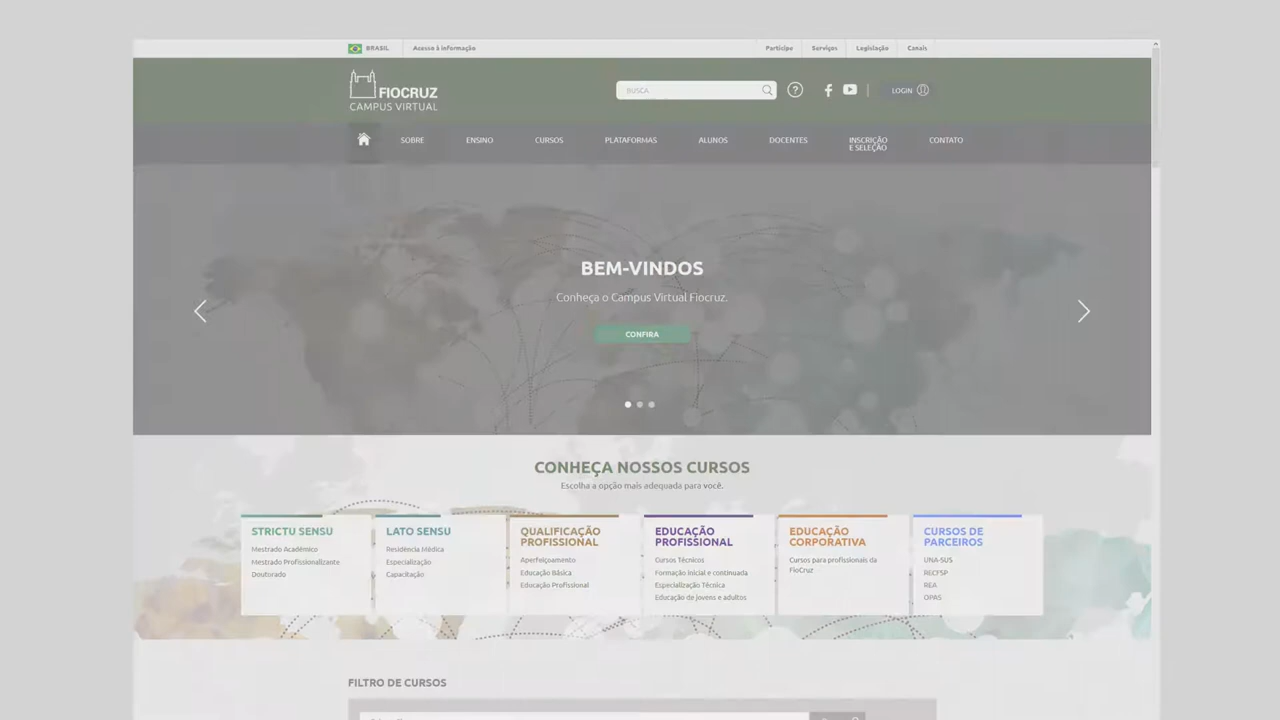 BRASIL
Acesso à informação
Participe
Serviços
Legislação
Canais
FIOCRUZ
CAMPUS VIRTUAL
BUSCA
?
LOGIN
SOBRE
ENSINO
CURSOS
PLATAFORMAS
ALUNOS
DOCENTES
INSCRIÇÃO
E SELEÇÃO
CONTATO
BEM-VINDOS
Conheça o Campus Virtual Fiocruz.
CONFIRA
CONHEÇA NOSSOS CURSOS
Escolha a opção mais adequada para você.
STRICTU SENSU
Mestrado Acadêmico
Mestrado Profissionalizante
Doutorado
LATO SENSU
Residência Médica
Especialização
Capacitação
QUALIFICAÇÃO
PROFISSIONAL
Aperfeiçoamento
Educação Básica
Educação Profissional
EDUCAÇÃO
PROFISSIONAL
Cursos Técnicos
Formação inicial e continuada
Especialização Técnica
Educação de jovens e adultos
EDUCAÇÃO
CORPORATIVA
Cursos para profissionais da
FioCruz
CURSOS DE
PARCEIROS
UNA-SUS
RECFSP
REA
OPAS
FILTRO DE CURSOS